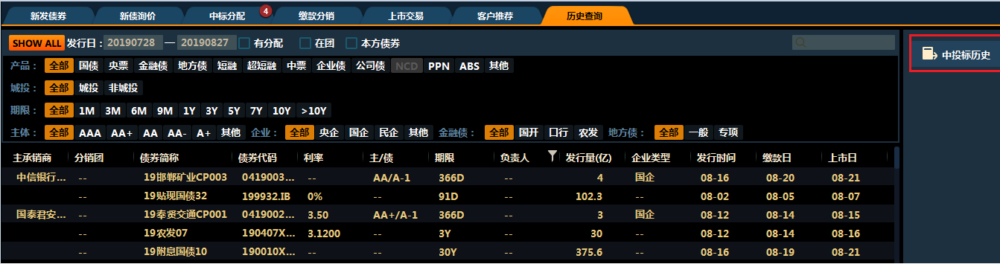 新发债券 新债询价 中标分配 4 缴款分销 上市交易 客户推荐 历史查询
SHOW ALL 发行日：20190728 — 20190827 有分配 在团 本方债券
中投标历史
产品： 全部 国债 央票 金融债 地方债 短融 超短融 中票 企业债 公司债 NCD PPN ABS 其他
城投： 全部 城投 非城投
期限： 全部 1M 3M 6M 9M 1Y 3Y 5Y 7Y 10Y >10Y
主体： 全部 AAA AA+ AA AA- A+ 其他 企业： 全部 央企 国企 民企 其他 金融债： 全部 国开 口行 农发 地方债： 全部 一般 专项
主承销商 分销团 债券简称 债券代码 利率 主/债 期限 负责人 发行量(亿) 企业类型 发行时间 缴款日 上市日
中信银行... -- 19邯郸矿业CP003 0419003... -- AA/A-1 366D -- 4 国企 08-16 08-20 08-21
-- 19贴现国债32 199932.IB 0% -- 91D -- 102.3 -- 08-02 08-05 08-07
国泰君安... -- 19奉贤交通CP001 0419002... 3.50 AA+/A-1 366D -- 3 国企 08-12 08-14 08-15
-- 19农发07 190407X... 3.1200 -- 3Y -- 30 -- 08-12 08-14 08-16
-- 19附息国债10 190010X... -- -- 30Y -- 375.6 -- 08-16 08-19 08-21